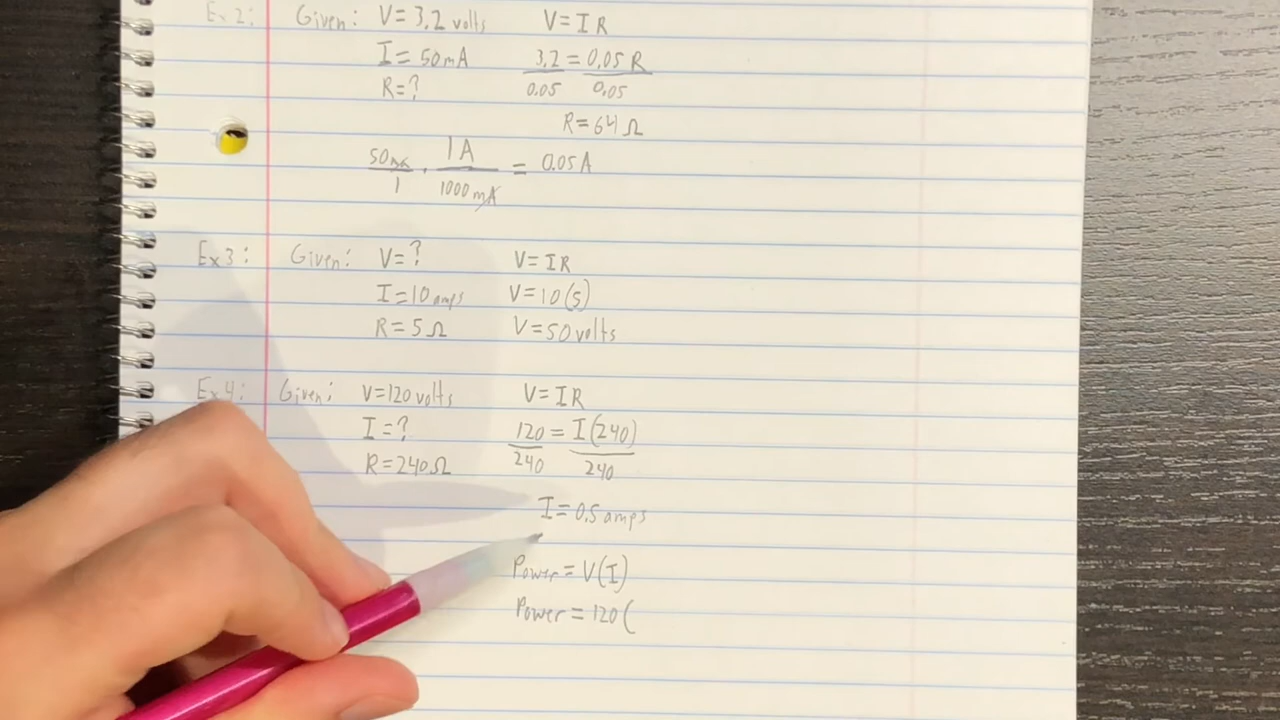 Ex 2: Given: V = 3.2 volts V = I R
I = 50 mA 3.2 = 0.05 R
R = ? 0.05 0.05
R = 64 Ω
50 mA · 1 A = 0.05 A
1 1000 mA
Ex 3: Given: V = ? V = I R
I = 10 amps V = 10 (5)
R = 5 Ω V = 50 volts
Ex 4: Given: V = 120 volts V = I R
I = ? 120 = I (240)
R = 240 Ω 240 240
I = 0.5 amps
Power = V(I)
Power = 120 (